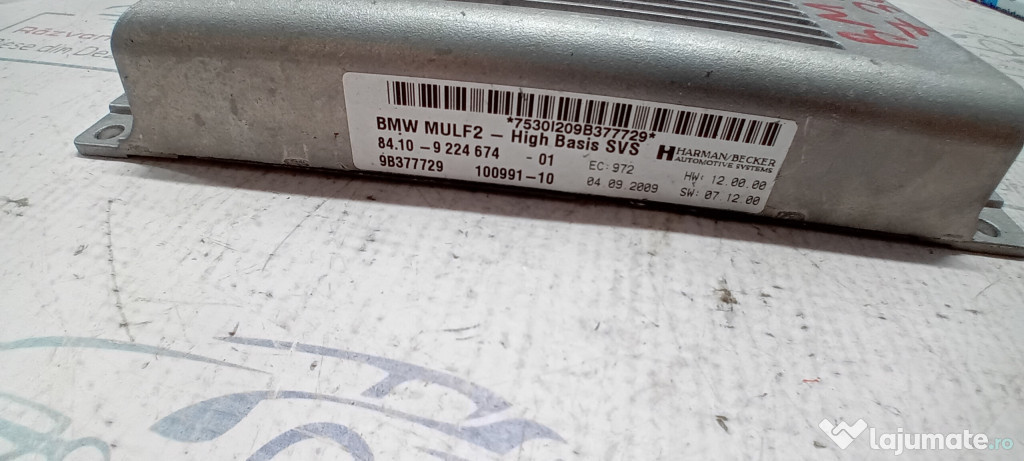 Răzvan
*7530I209B377729*
BMW MULF2 - High Basis SVS
84.10 - 9 224 674 - 01
9B377729 100991-10
EC: 972
04.09.2009
HARMAN/BECKER
AUTOMOTIVE SYSTEMS
HW: 12.00.00
SW: 07.12.00
lajumate.ro